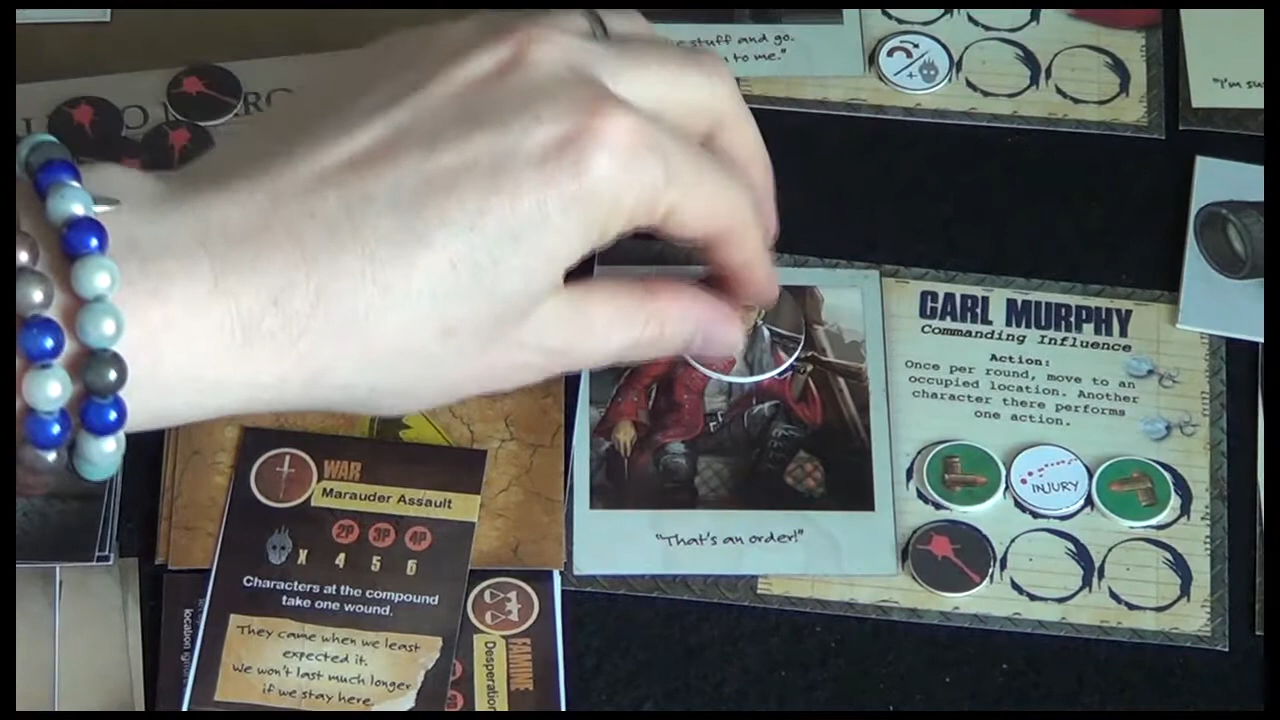 stuff and go.
to me."
"I'm su
CARL MURPHY
Commanding Influence
Action:
Once per round, move to an
occupied location. Another
character there performs
one action.
INJURY
"That's an order!"
WAR
Marauder Assault
2P 3P 4P
X 4 5 6
Characters at the compound
take one wound.
They came when we least
expected it.
We won't last much longer
if we stay here.
FAMINE
Desperation
location